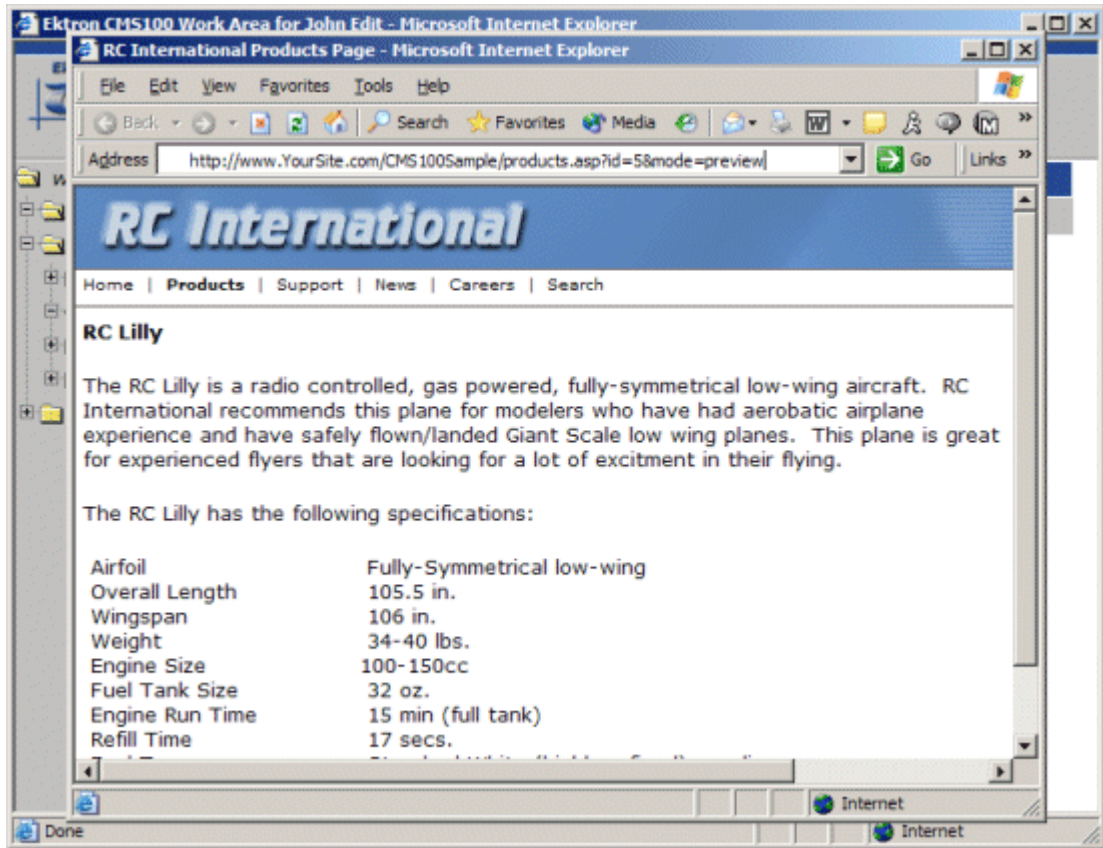 Ektron CMS100 Work Area for John Edit - Microsoft Internet Explorer
RC International Products Page - Microsoft Internet Explorer
File Edit View Favorites Tools Help
Back Search Favorites Media
Address http://www.YourSite.com/CMS100Sample/products.asp?id=5&mode=preview Go Links
RC International
Home | Products | Support | News | Careers | Search
RC Lilly
The RC Lilly is a radio controlled, gas powered, fully-symmetrical low-wing aircraft. RC
International recommends this plane for modelers who have had aerobatic airplane
experience and have safely flown/landed Giant Scale low wing planes. This plane is great
for experienced flyers that are looking for a lot of excitment in their flying.
The RC Lilly has the following specifications:
Airfoil Fully-Symmetrical low-wing
Overall Length 105.5 in.
Wingspan 106 in.
Weight 34-40 lbs.
Engine Size 100-150cc
Fuel Tank Size 32 oz.
Engine Run Time 15 min (full tank)
Refill Time 17 secs.
Internet
Done Internet